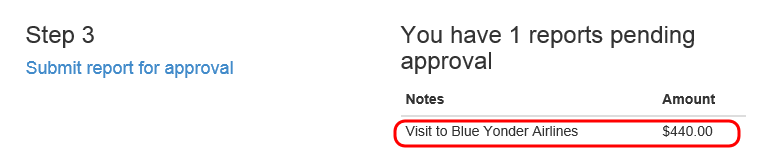 Step 3
Submit report for approval
You have 1 reports pending
approval
Notes Amount
Visit to Blue Yonder Airlines $440.00